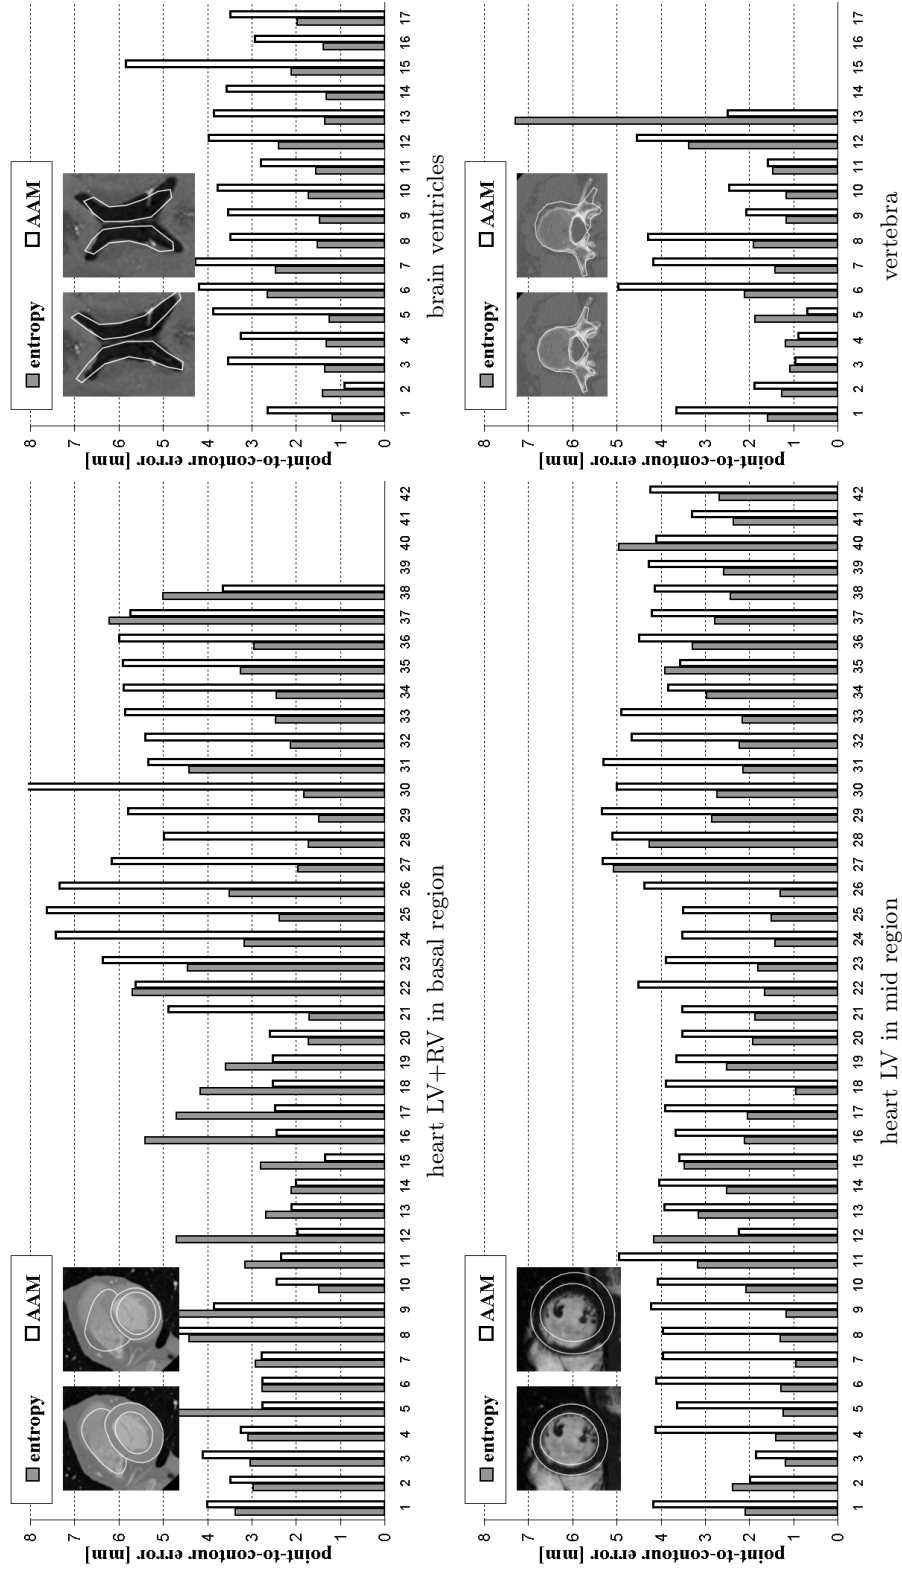 entropy AAM
point-to-contour error [mm]
8
7
6
5
4
3
2
1
0
1 2 3 4 5 6 7 8 9 10 11 12 13 14 15 16 17 18 19 20 21 22 23 24 25 26 27 28 29 30 31 32 33 34 35 36 37 38 39 40 41 42
heart LV+RV in basal region
entropy AAM
point-to-contour error [mm]
8
7
6
5
4
3
2
1
0
1 2 3 4 5 6 7 8 9 10 11 12 13 14 15 16 17
brain ventricles
entropy AAM
point-to-contour error [mm]
8
7
6
5
4
3
2
1
0
1 2 3 4 5 6 7 8 9 10 11 12 13 14 15 16 17 18 19 20 21 22 23 24 25 26 27 28 29 30 31 32 33 34 35 36 37 38 39 40 41 42
heart LV in mid region
entropy AAM
point-to-contour error [mm]
8
7
6
5
4
3
2
1
0
1 2 3 4 5 6 7 8 9 10 11 12 13 14 15 16 17
vertebra